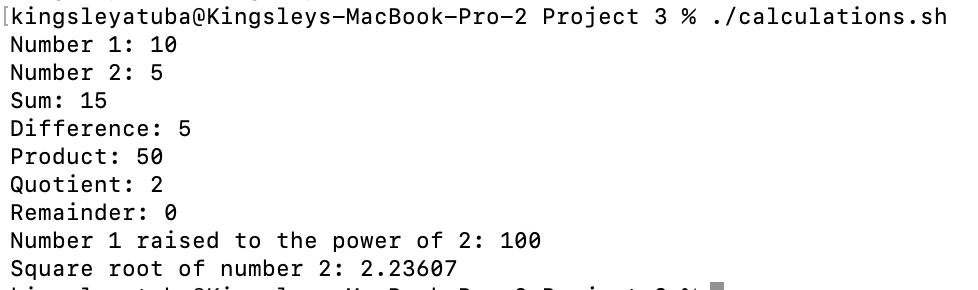 [kingsleyatuba@Kingsleys-MacBook-Pro-2 Project 3 % ./calculations.sh
Number 1: 10
Number 2: 5
Sum: 15
Difference: 5
Product: 50
Quotient: 2
Remainder: 0
Number 1 raised to the power of 2: 100
Square root of number 2: 2.23607